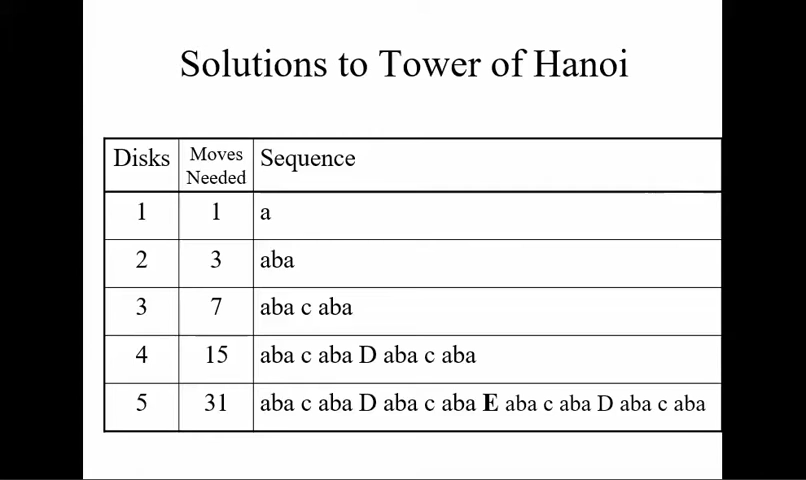 Solutions to Tower of Hanoi
Disks Moves Needed Sequence
1 1 a
2 3 aba
3 7 aba c aba
4 15 aba c aba D aba c aba
5 31 aba c aba D aba c aba E aba c aba D aba c aba